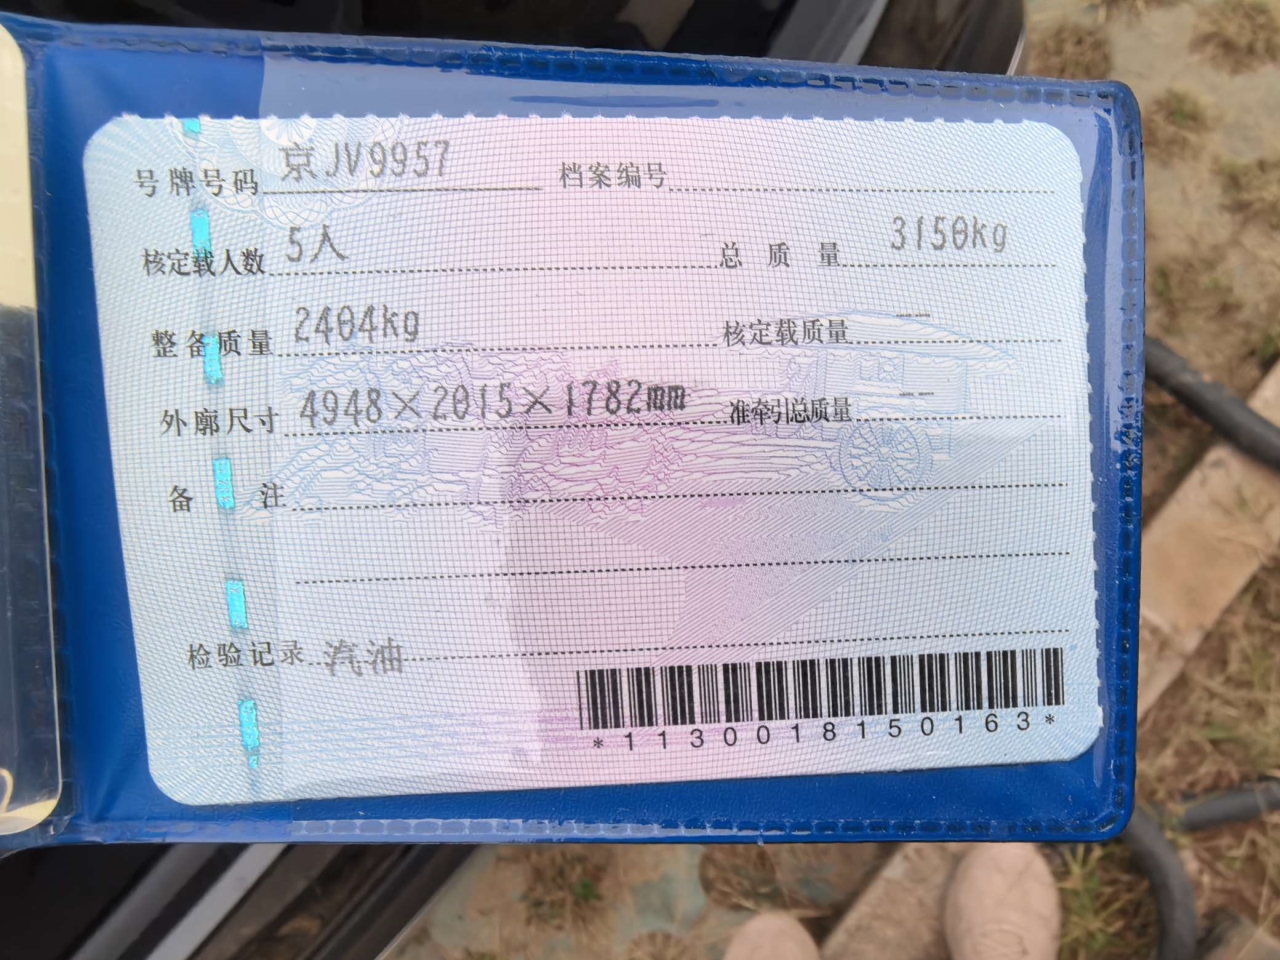 号牌号码 京JV9957 档案编号
核定载人数 5人 总质量 3150kg
整备质量 2404kg 核定载质量 ---
外廓尺寸 4948×2015×1782mm 准牵引总质量 ---
备注
检验记录 汽油
*1130018150163*